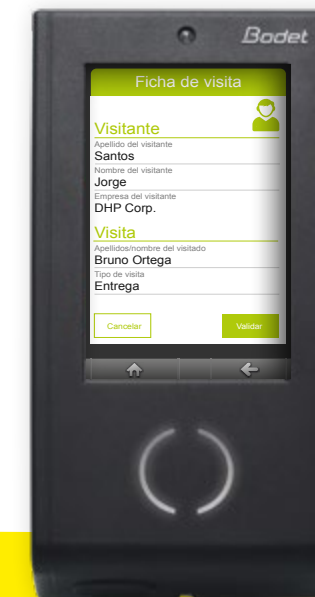 Bodet
Ficha de visita
Visitante
Apellido del visitante
Santos
Nombre del visitante
Jorge
Empresa del visitante
DHP Corp.
Visita
Apellidos/nombre del visitado
Bruno Ortega
Tipo de visita
Entrega
Cancelar Validar